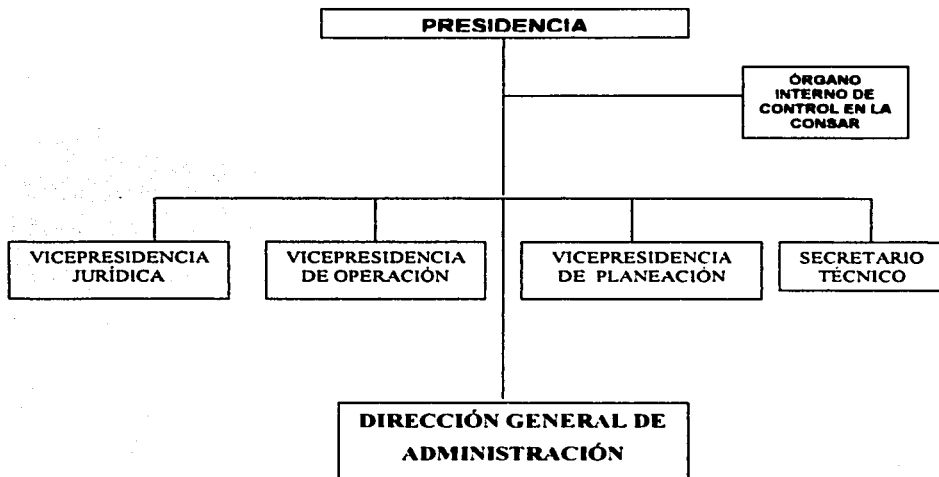 PRESIDENCIA
ÓRGANO
INTERNO DE
CONTROL EN LA
CONSAR
VICEPRESIDENCIA
JURÍDICA
VICEPRESIDENCIA
DE OPERACIÓN
VICEPRESIDENCIA
DE PLANEACIÓN
SECRETARIO
TÉCNICO
DIRECCIÓN GENERAL DE
ADMINISTRACIÓN